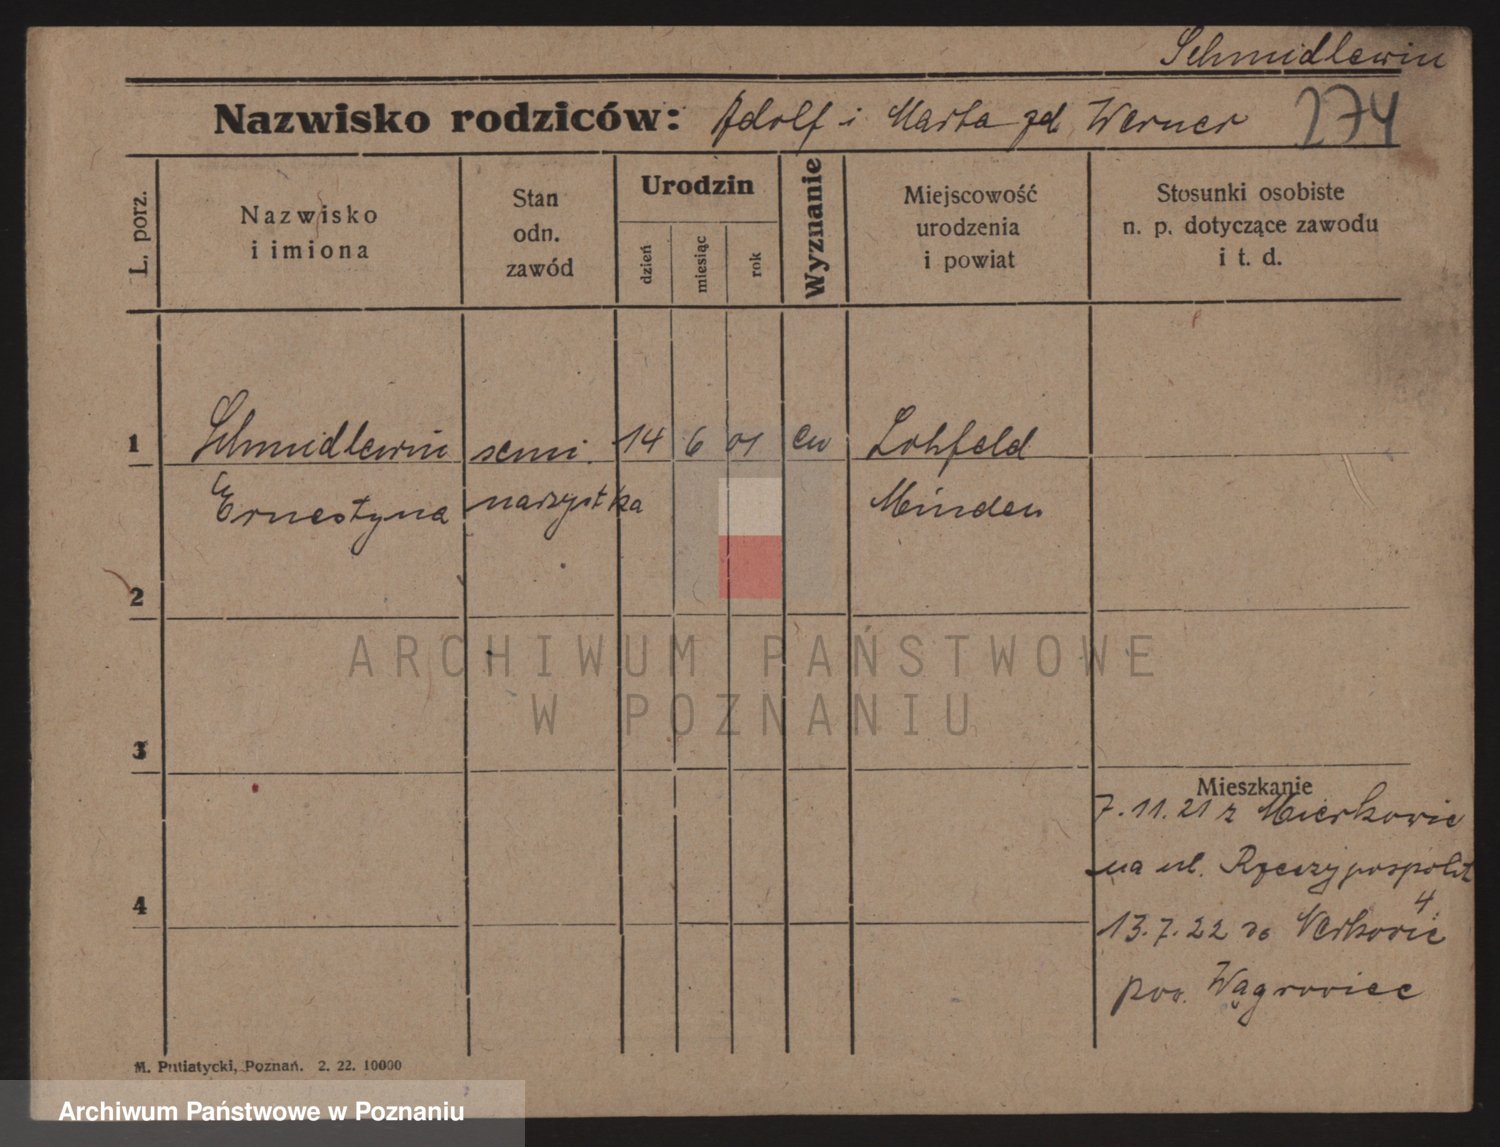 Schmidlewin
Nazwisko rodziców: Adolf i Marta zd Werner 274
L. porz.
Nazwisko
i imiona
Stan
odn.
zawód
Urodzin
dzień
miesiąc
rok
Wyznanie
Miejscowość
urodzenia
i powiat
Stosunki osobiste
n. p. dotyczące zawodu
i t. d.
1 Schmidlewin semi. 14 6 01 ew Lohfeld
Ernestyna narzystka Minden
2
3
Mieszkanie
7.11.21 z
na ul. Rzeczypospolit
4
4
13.7.22 do
pow. Wągrowiec
M. Putiatycki, Poznań. 2. 22. 10000
ARCHIWUM PAŃSTWOWE
W POZNANIU
Archiwum Państwowe w Poznaniu